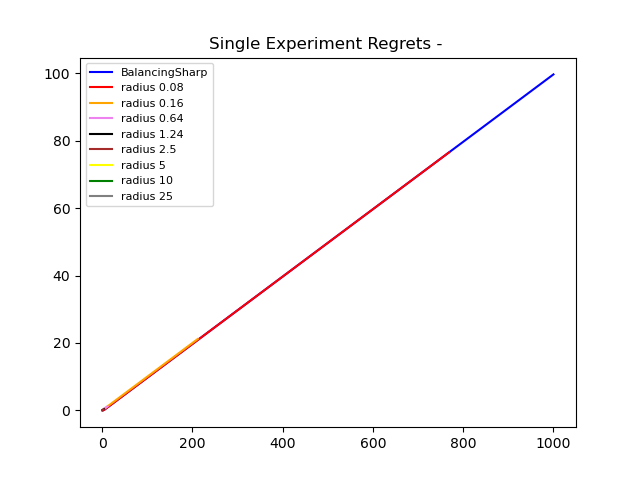 Single Experiment Regrets -
BalancingSharp
radius 0.08
radius 0.16
radius 0.64
radius 1.24
radius 2.5
radius 5
radius 10
radius 25
100
80
60
40
20
0
0 200 400 600 800 1000